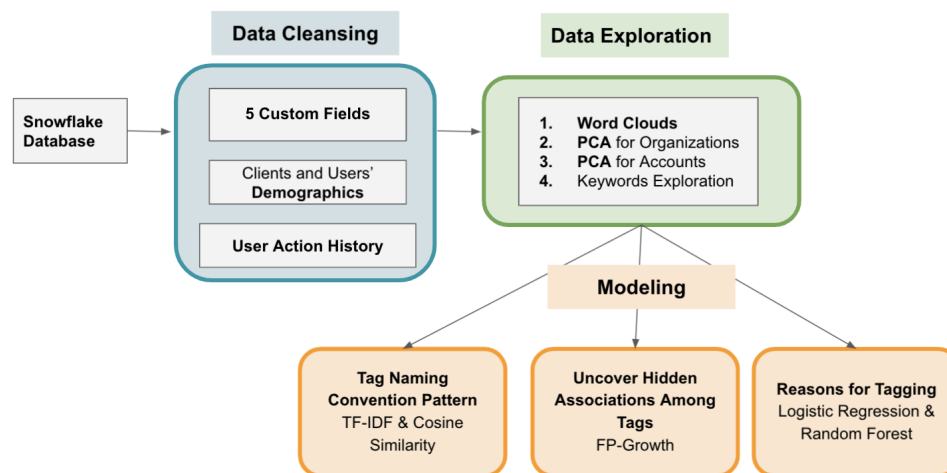 Data Cleansing
Data Exploration
Snowflake
Database
5 Custom Fields
Clients and Users'
Demographics
User Action History
1. Word Clouds
2. PCA for Organizations
3. PCA for Accounts
4. Keywords Exploration
Modeling
Tag Naming
Convention Pattern
TF-IDF & Cosine
Similarity
Uncover Hidden
Associations Among
Tags
FP-Growth
Reasons for Tagging
Logistic Regression &
Random Forest